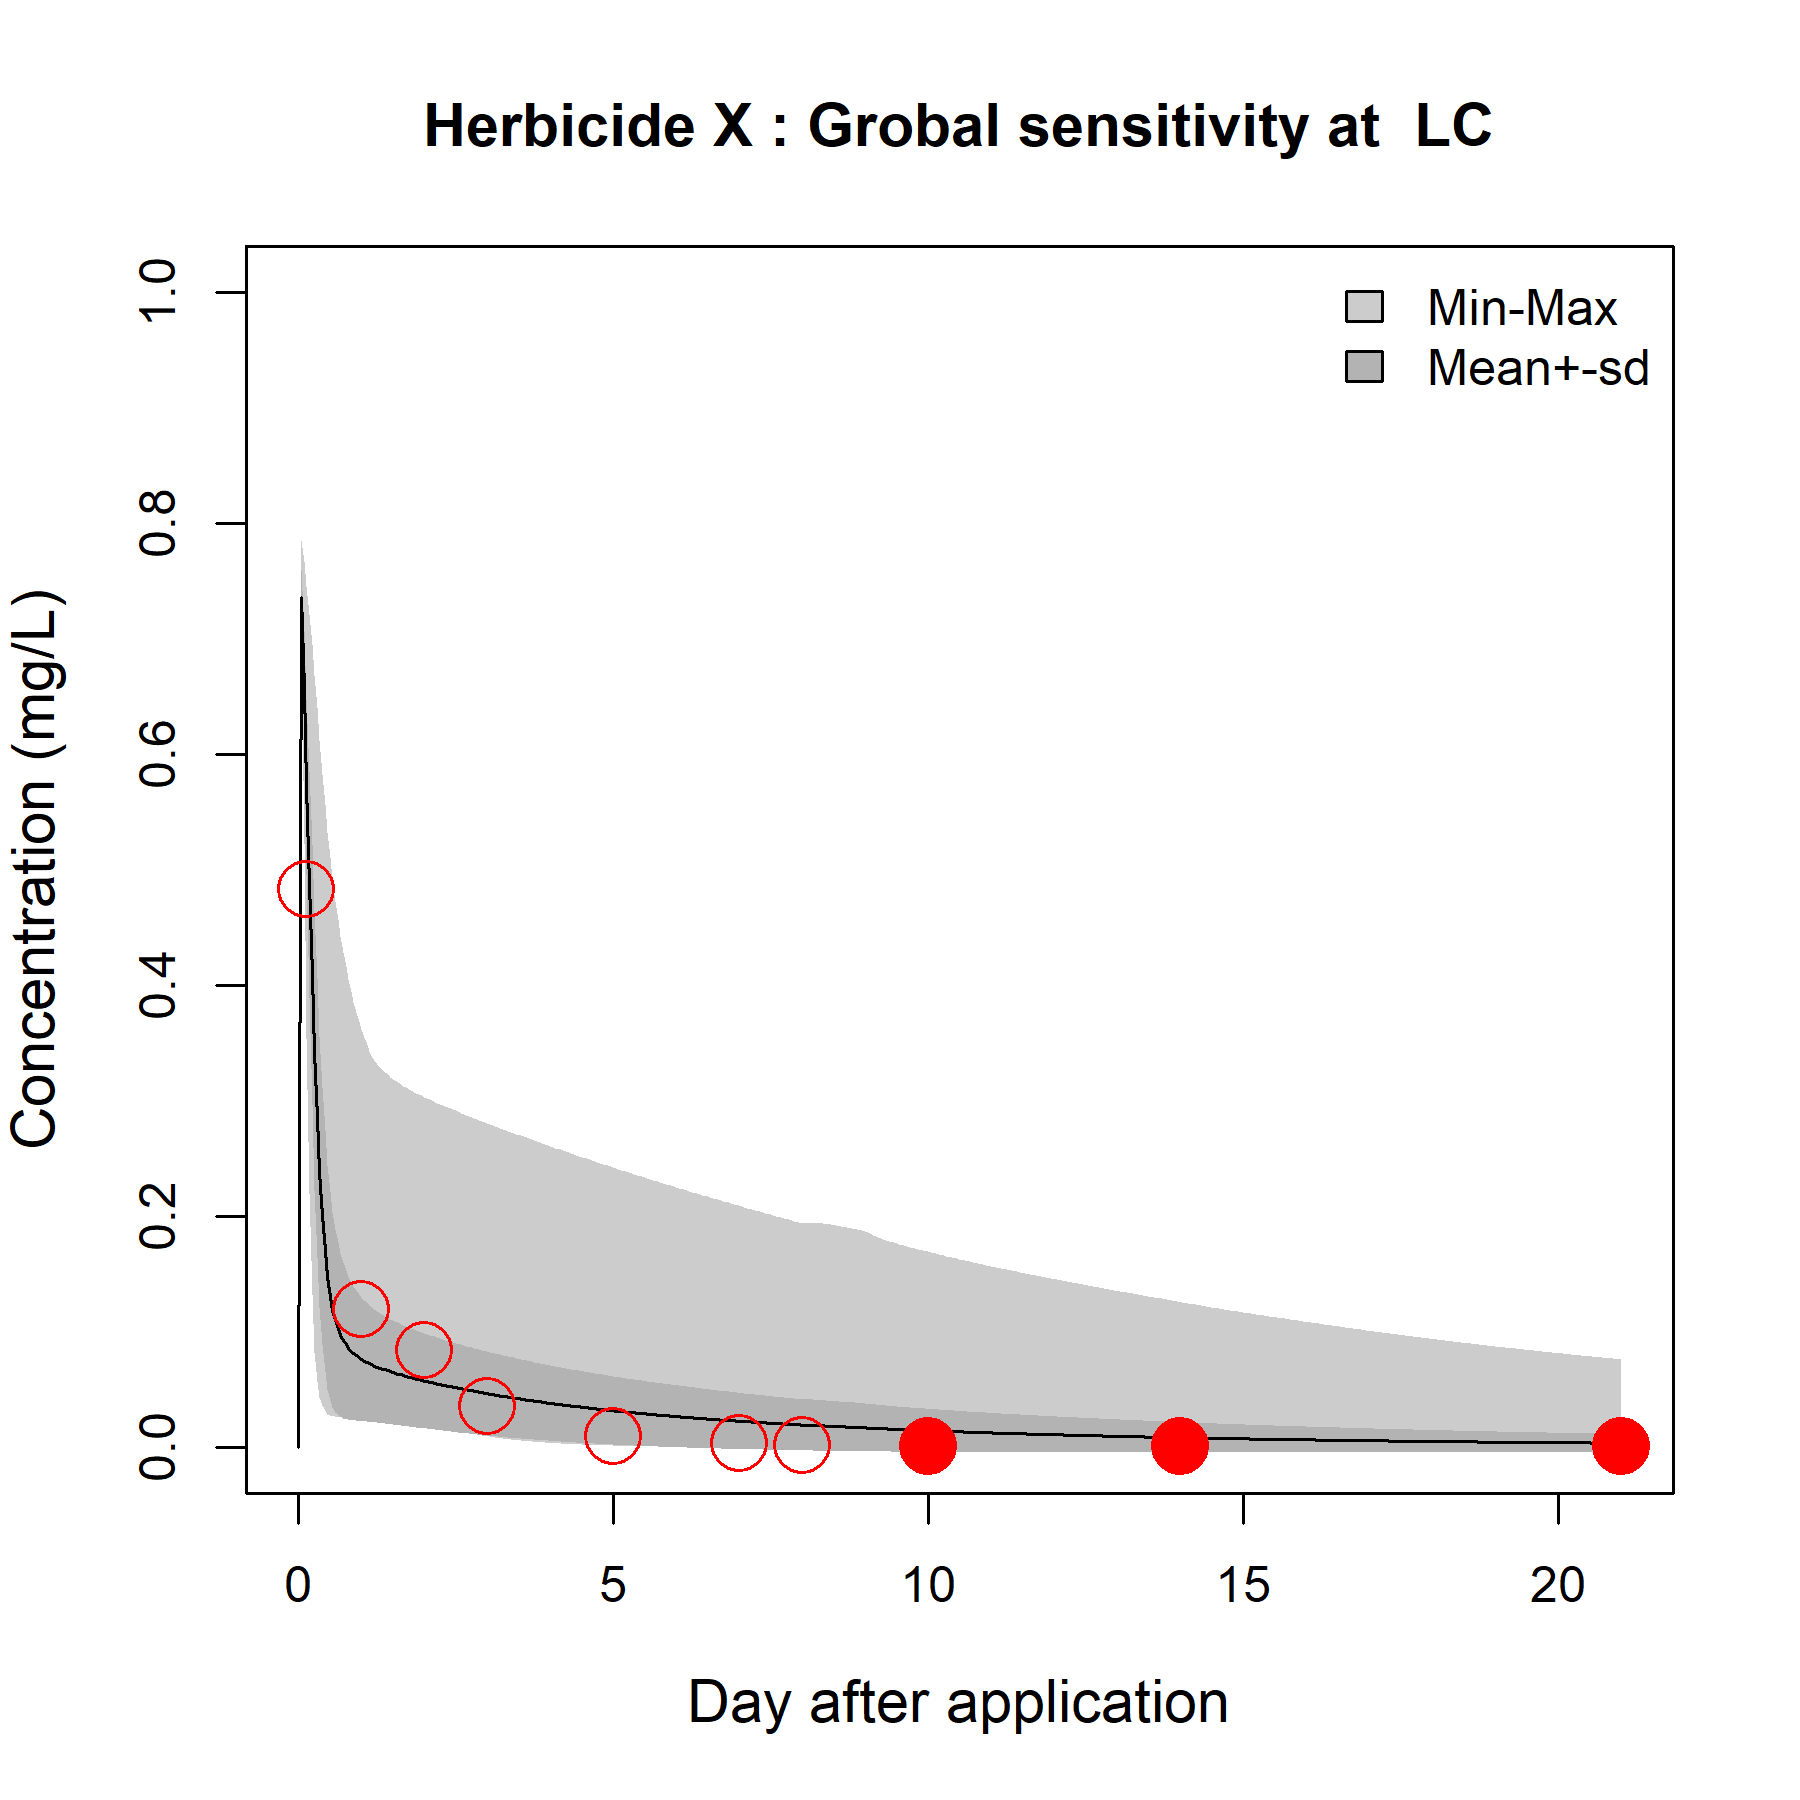 Herbicide X : Grobal sensitivity at  LC
Min-Max
Mean+-sd
Concentration (mg/L)
1.0
0.8
0.6
0.4
0.2
0.0
0 5 10 15 20
Day after application